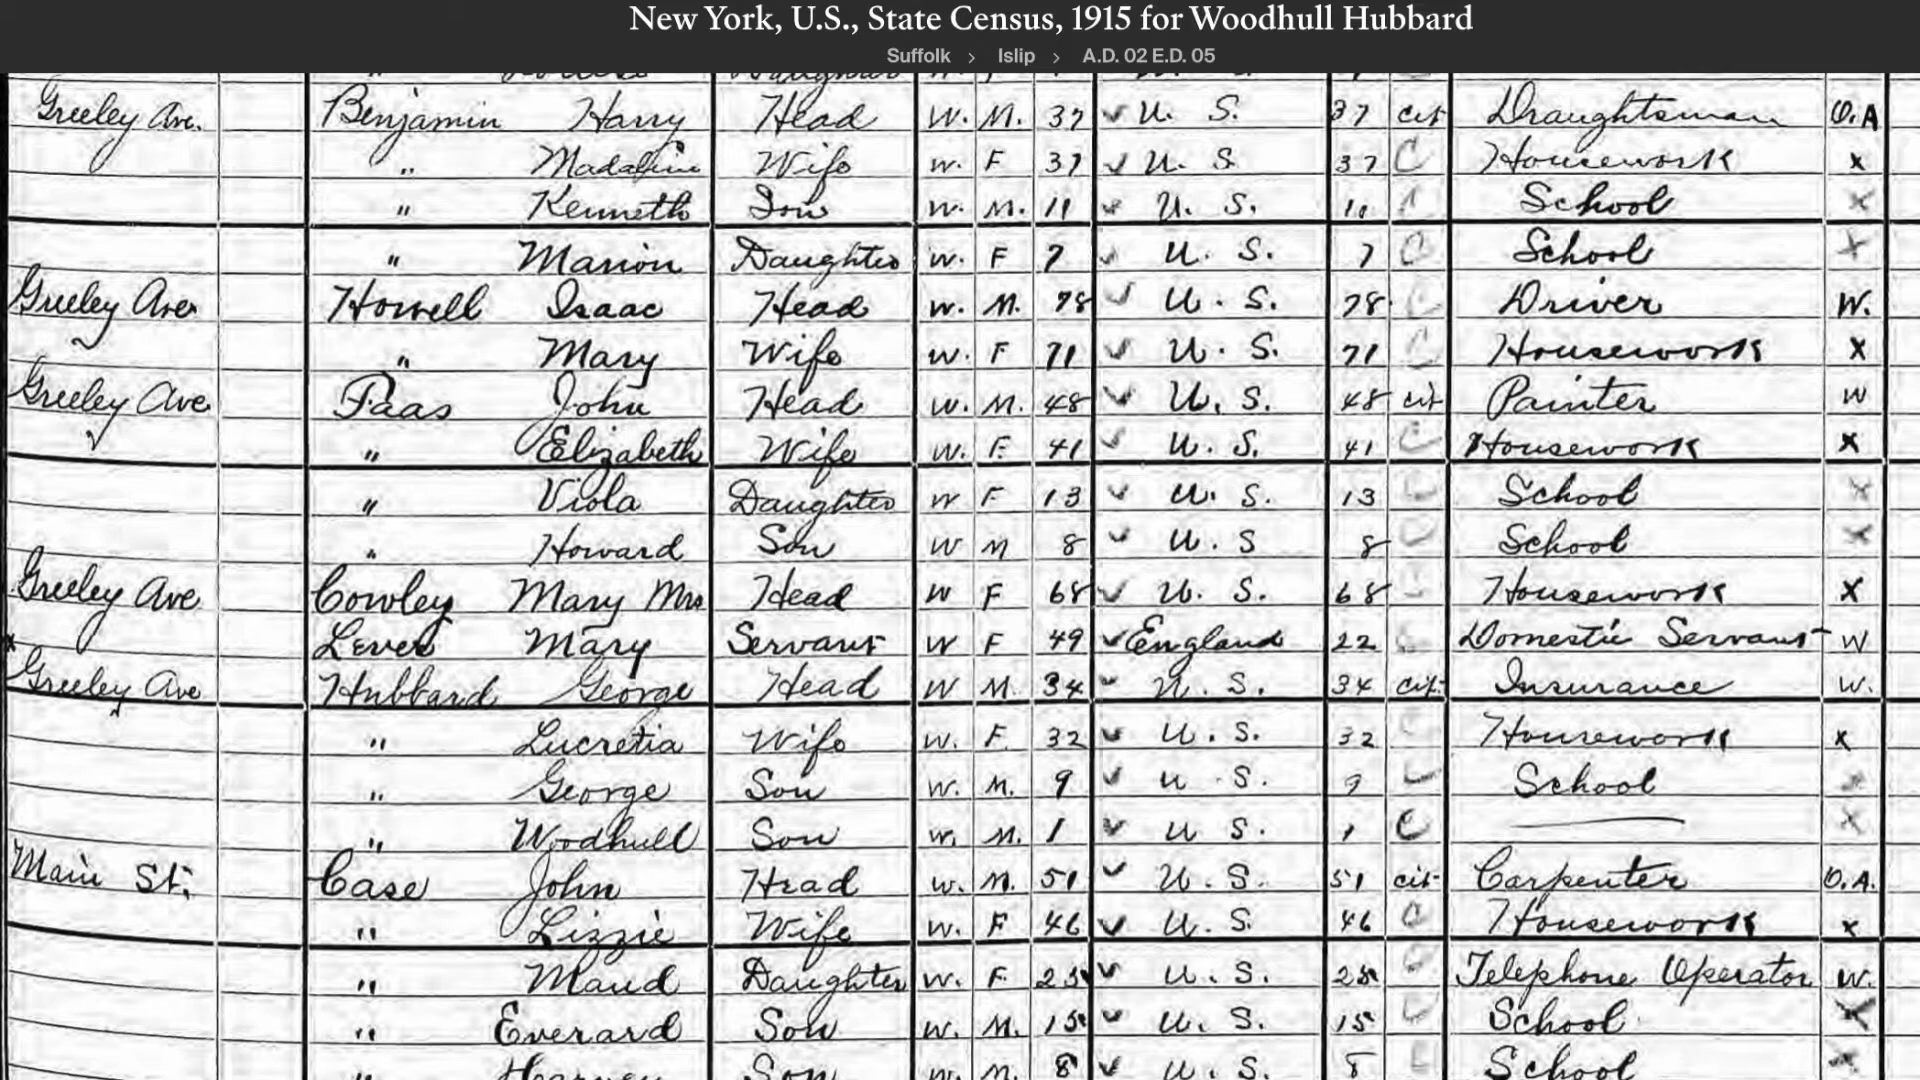 New York, U.S., State Census, 1915 for Woodhull Hubbard
Suffolk > Islip > A.D. 02 E.D. 05
Greeley Ave. Benjamin Harry Head W. M. 37 ✓ U. S. 37 cit Draughtsman O.A
" Madaline Wife W. F 37 ✓ U. S 37 C Housework x
" Kenneth Son W. M. 11 ✓ U. S. 11 C School x
" Marion Daughter W. F 7 ✓ U. S. 7 C School x
Greeley Ave Howell Isaac Head W. M. 78 ✓ U. S. 78 C Driver W.
" Mary Wife W. F 71 ✓ U. S. 71 C Housework x
Greeley Ave Paas John Head W. M. 48 ✓ U. S. 48 cit Painter W
" Elizabeth Wife W. F. 41 ✓ U. S. 41 C Housework x
" Viola Daughter W F 13 ✓ U. S. 13 C School x
" Howard Son W M 8 ✓ U. S 8 C School x
Greeley Ave Cowley Mary Mrs Head W F 68 ✓ U. S. 68 C Housework X
x Lever Mary Servant W F 49 ✓ England 22 C Domestic Servant W
Greeley Ave Hubbard George Head W M. 34 ✓ U. S. 34 cit. Insurance W.
" Lucretia Wife W. F. 32 ✓ U. S. 32 C Housework x
" George Son W. M. 9 ✓ U. S. 9 C School x
" Woodhull Son W. M. 1 ✓ U S. 1 C x
Main St. Case John Head W. M. 51 ✓ U. S. 51 cit Carpenter O.A.
" Lizzie Wife W. F 46 ✓ U. S. 46 C Housework x
" Maud Daughter W. F. ✓ U. S. C Telephone Operator W.
" Everard Son W. M. 15 ✓ U. S. 15 C School x
" Harvey Son W. M. 8 ✓ U. S. 8 C School x